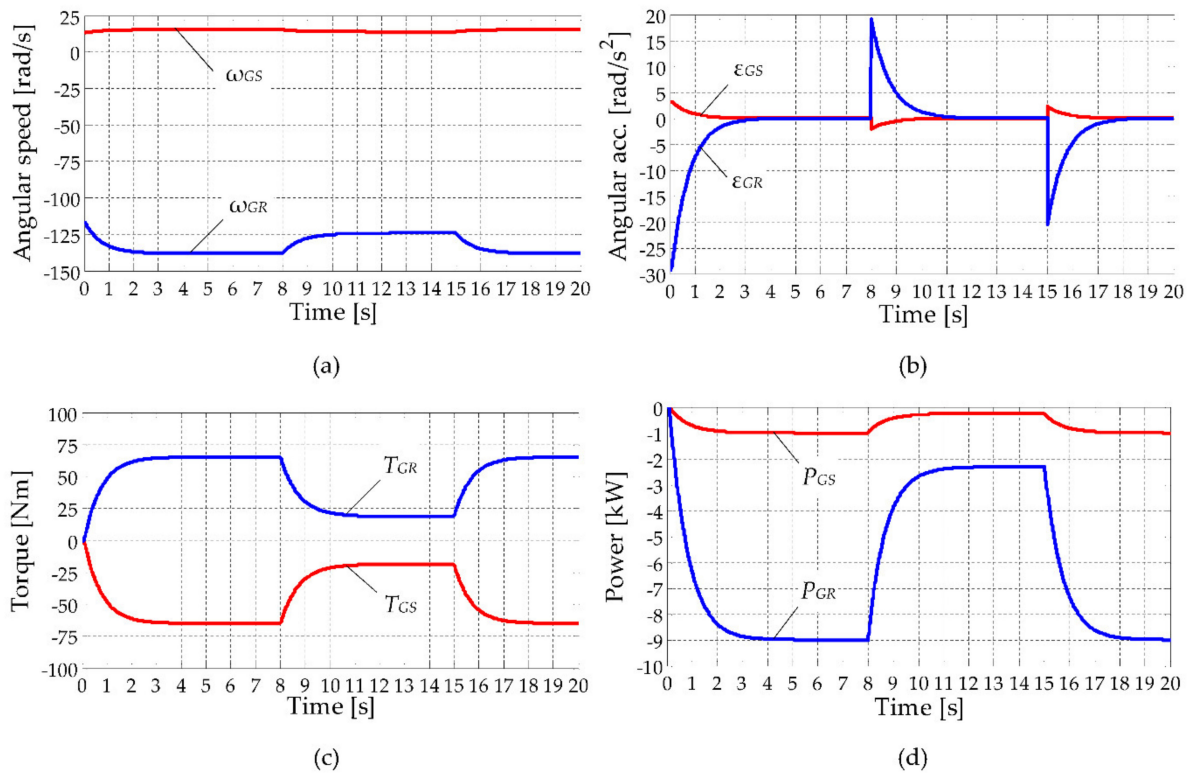 Angular speed [rad/s]
25
0
-25
-50
-75
-100
-125
-150
ωGS
ωGR
0 1 2 3 4 5 6 7 8 9 10 11 12 13 14 15 16 17 18 19 20
Time [s]
(a)
Angular acc. [rad/s²]
20
15
10
5
0
-5
-10
-15
-20
-25
-30
εGS
εGR
0 1 2 3 4 5 6 7 8 9 10 11 12 13 14 15 16 17 18 19 20
Time [s]
(b)
Torque [Nm]
100
75
50
25
0
-25
-50
-75
-100
TGR
TGS
0 1 2 3 4 5 6 7 8 9 10 11 12 13 14 15 16 17 18 19 20
Time [s]
(c)
Power [kW]
0
-1
-2
-3
-4
-5
-6
-7
-8
-9
-10
PGS
PGR
0 1 2 3 4 5 6 7 8 9 10 11 12 13 14 15 16 17 18 19 20
Time [s]
(d)